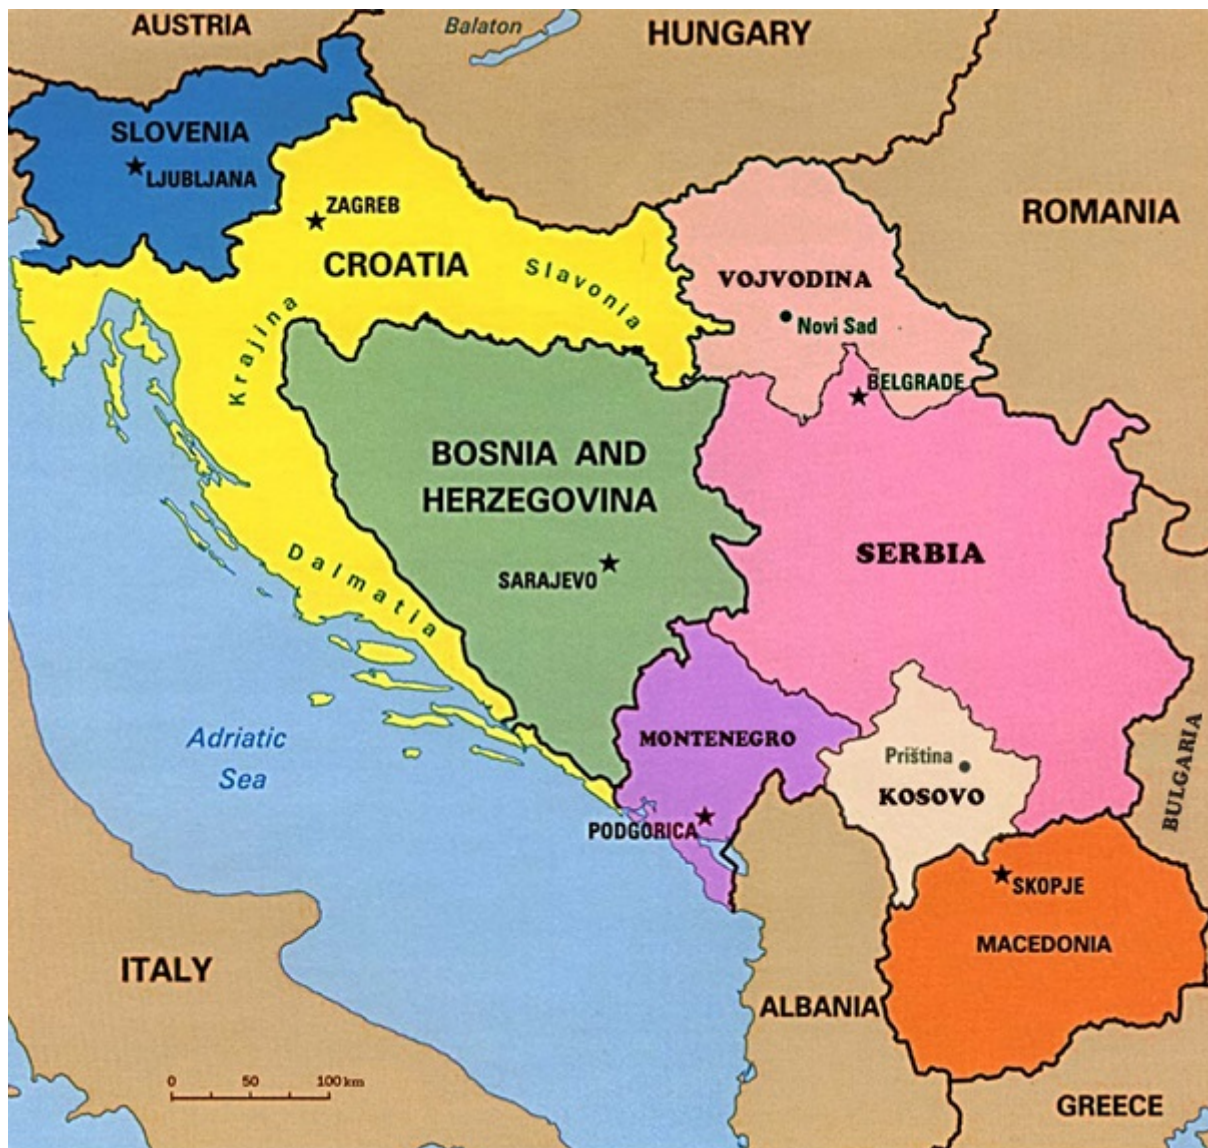 AUSTRIA
Balaton
HUNGARY
SLOVENIA
LJUBLJANA
ZAGREB
ROMANIA
CROATIA
Slavonia
VOJVODINA
Novi Sad
Krajina
BELGRADE
BOSNIA AND
HERZEGOVINA
SERBIA
SARAJEVO
Dalmatia
Adriatic
Sea
MONTENEGRO
Priština
KOSOVO
BULGARIA
PODGORICA
SKOPJE
MACEDONIA
ITALY
ALBANIA
0 50 100 km
GREECE